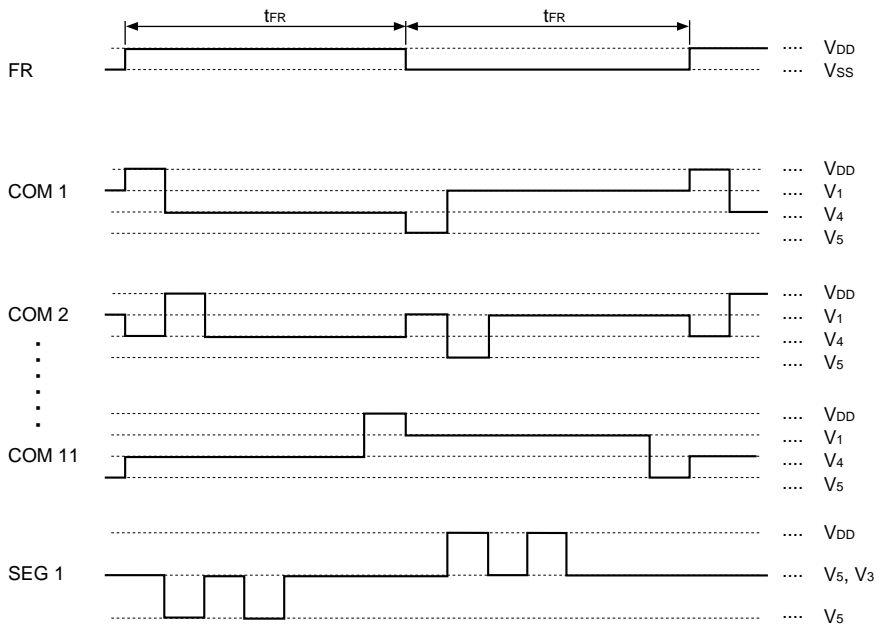 tFR tFR
FR
.... VDD
.... VSS
COM 1
.... VDD
.... V1
.... V4
.... V5
COM 2
.... VDD
.... V1
.... V4
.... V5
COM 11
.... VDD
.... V1
.... V4
.... V5
SEG 1
.... VDD
.... V5, V3
.... V5